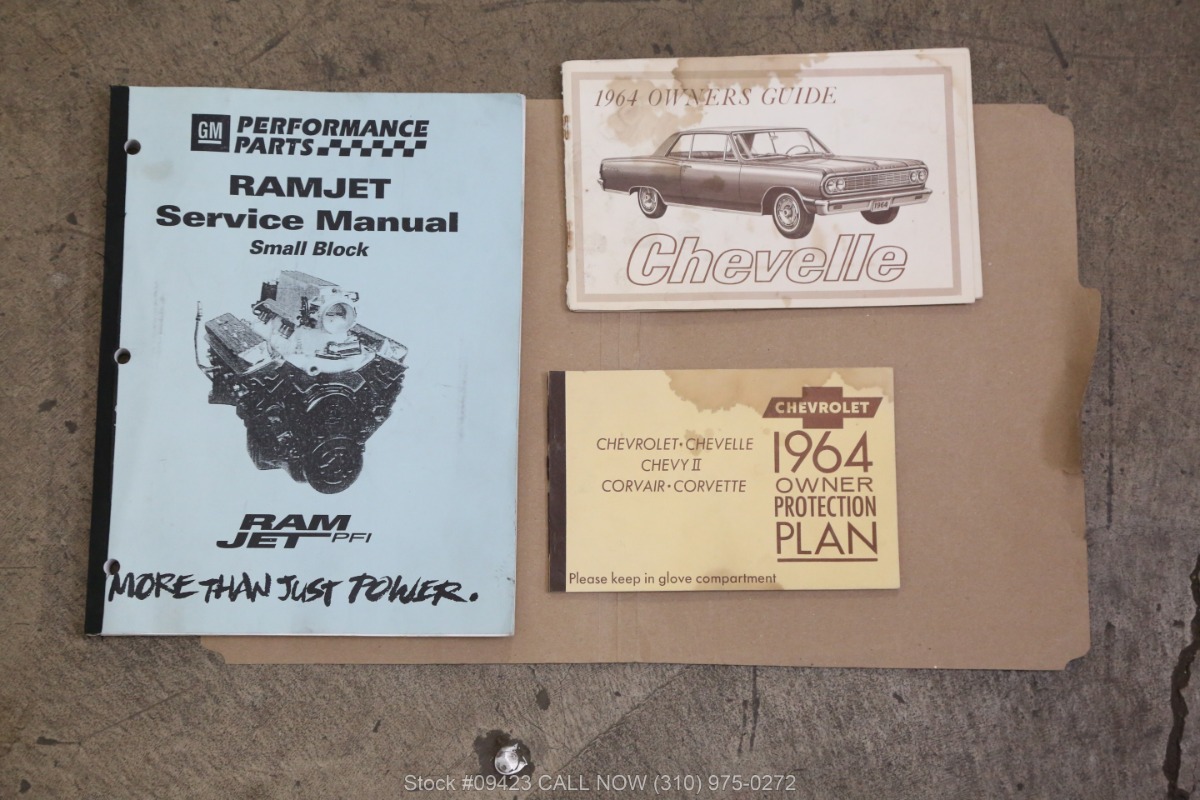 GM PERFORMANCE
PARTS
RAMJET
Service Manual
Small Block
RAM
JET PFI
MORE THAN JUST POWER.
1964 OWNERS GUIDE
1964
Chevelle
CHEVROLET
CHEVROLET·CHEVELLE
CHEVY II
CORVAIR·CORVETTE
1964
OWNER
PROTECTION
PLAN
Please keep in glove compartment
Stock #09423 CALL NOW (310) 975-0272